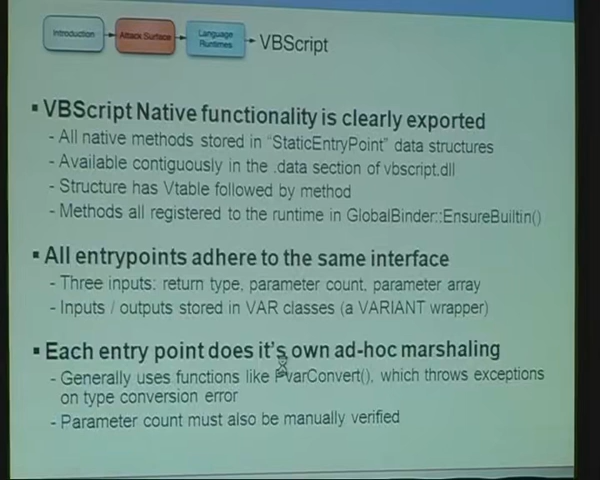 Introduction
Attack Surface
Language
Runtimes
VBScript
▪ VBScript Native functionality is clearly exported
- All native methods stored in "StaticEntryPoint" data structures
- Available contiguously in the .data section of vbscript.dll
- Structure has Vtable followed by method
- Methods all registered to the runtime in GlobalBinder::EnsureBuiltin()
▪ All entrypoints adhere to the same interface
- Three inputs: return type, parameter count, parameter array
- Inputs / outputs stored in VAR classes (a VARIANT wrapper)
▪ Each entry point does it's own ad-hoc marshaling
- Generally uses functions like PvarConvert(), which throws exceptions
on type conversion error
- Parameter count must also be manually verified